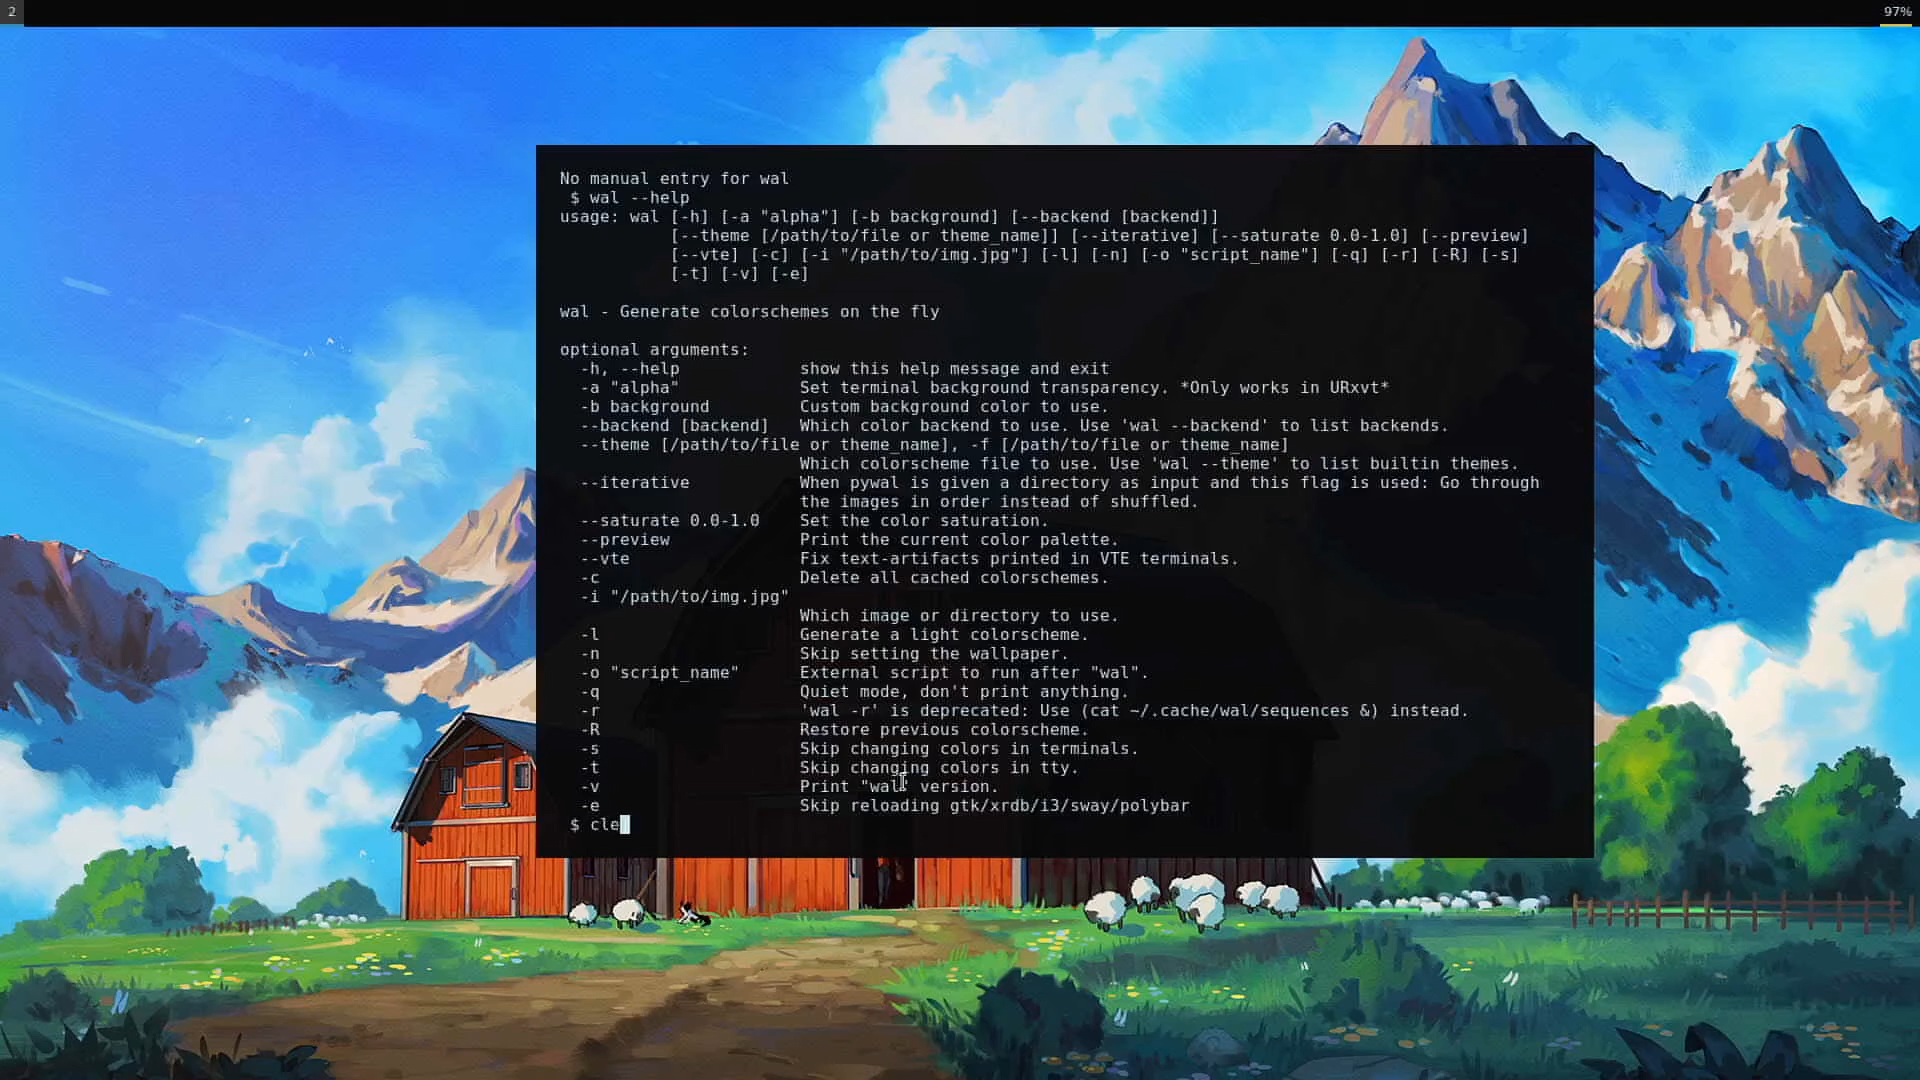 2 97%
No manual entry for wal
$ wal --help
usage: wal [-h] [-a "alpha"] [-b background] [--backend [backend]]
[--theme [/path/to/file or theme_name]] [--iterative] [--saturate 0.0-1.0] [--preview]
[--vte] [-c] [-i "/path/to/img.jpg"] [-l] [-n] [-o "script_name"] [-q] [-r] [-R] [-s]
[-t] [-v] [-e]
wal - Generate colorschemes on the fly
optional arguments:
-h, --help show this help message and exit
-a "alpha" Set terminal background transparency. *Only works in URxvt*
-b background Custom background color to use.
--backend [backend] Which color backend to use. Use 'wal --backend' to list backends.
--theme [/path/to/file or theme_name], -f [/path/to/file or theme_name]
Which colorscheme file to use. Use 'wal --theme' to list builtin themes.
--iterative When pywal is given a directory as input and this flag is used: Go through
the images in order instead of shuffled.
--saturate 0.0-1.0 Set the color saturation.
--preview Print the current color palette.
--vte Fix text-artifacts printed in VTE terminals.
-c Delete all cached colorschemes.
-i "/path/to/img.jpg"
Which image or directory to use.
-l Generate a light colorscheme.
-n Skip setting the wallpaper.
-o "script_name" External script to run after "wal".
-q Quiet mode, don't print anything.
-r 'wal -r' is deprecated: Use (cat ~/.cache/wal/sequences &) instead.
-R Restore previous colorscheme.
-s Skip changing colors in terminals.
-t Skip changing colors in tty.
-v Print "wal" version.
-e Skip reloading gtk/xrdb/i3/sway/polybar
$ cle